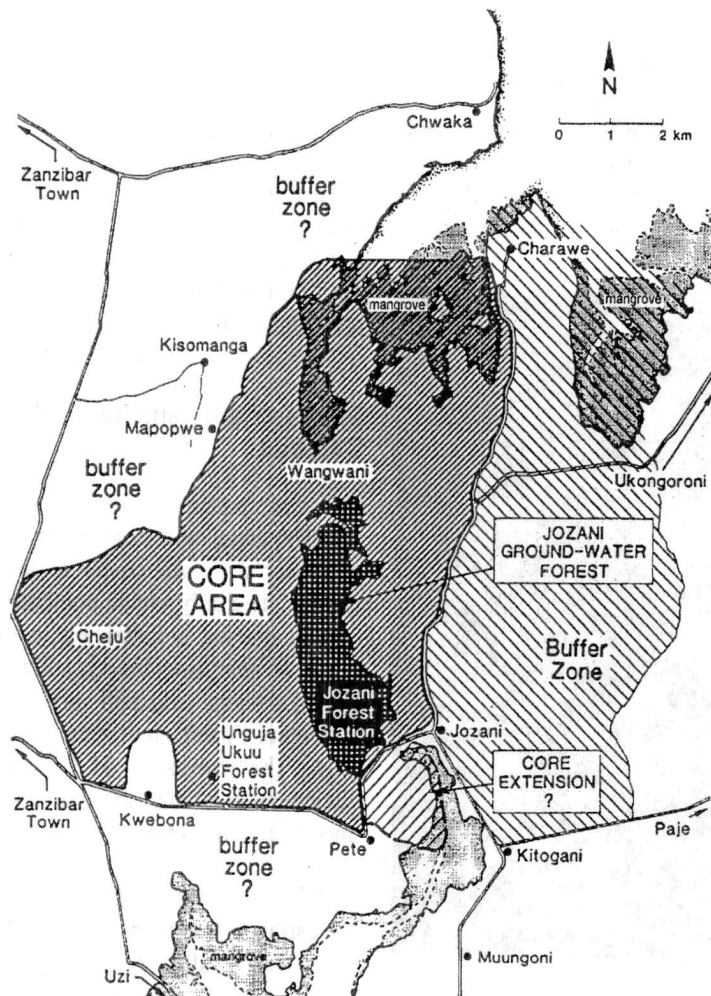 N
0 1 2 km
Chwaka
Zanzibar
Town
buffer
zone
?
Charawe
mangrove
mangrove
Kisomanga
Mapopwe
buffer
zone
?
Wangwani
Ukongoroni
JOZANI
GROUND-WATER
FOREST
CORE
AREA
Cheju
Buffer
Zone
Jozani
Forest
Station
Jozani
Unguja
Ukuu
Forest
Station
CORE
EXTENSION
?
Zanzibar
Town
Kwebona
Paje
Pete
Kitogani
buffer
zone
?
mangrove
Muungoni
Uzi